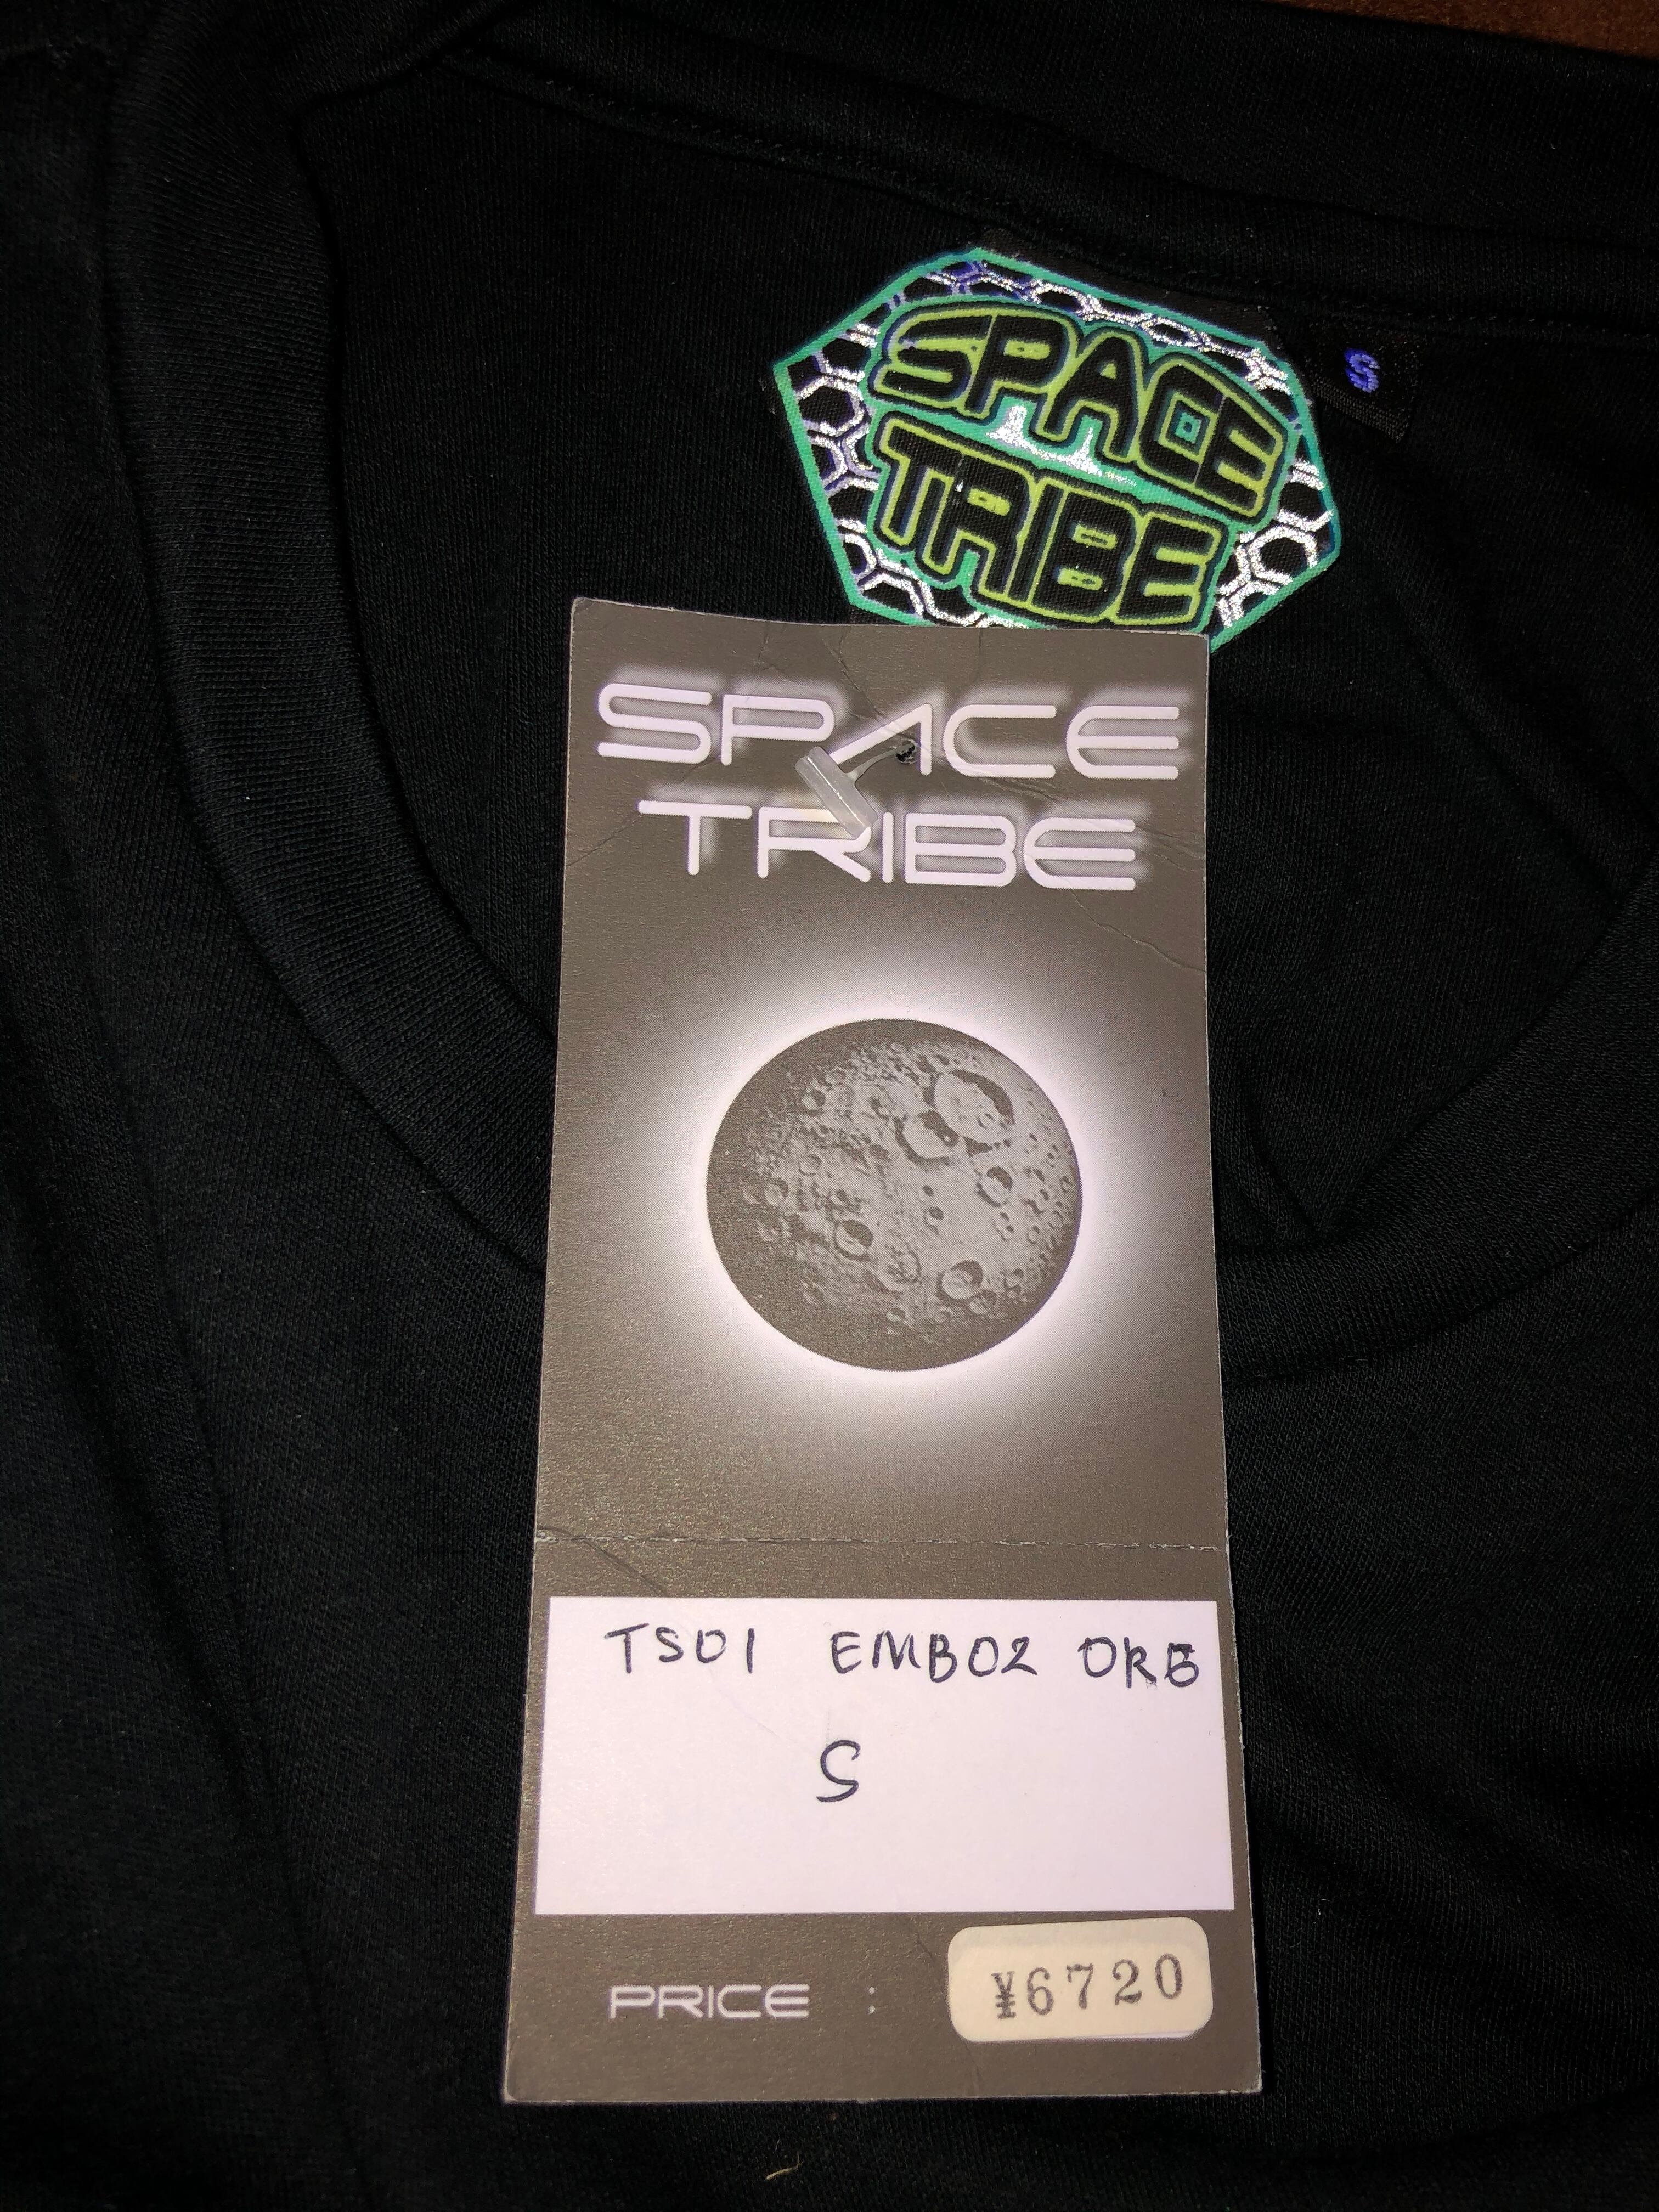 SPACE
TRIBE
S
SPACE
TRIBE
TS01 EMB02 ORB
S
PRICE : ¥6720